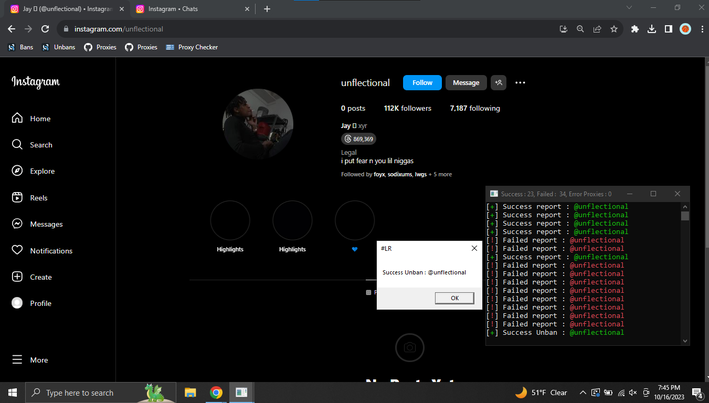 Jay (@unflectional) • Instagram
Instagram • Chats
instagram.com/unflectional
Bans
Unbans
Proxies
Proxies
Proxy Checker
Instagram
Home
Search
Explore
Reels
Messages
Notifications
Create
Profile
More
unflectional
Follow
Message
0 posts
112K followers
7,187 following
Jay xyr
869,369
Legal
i put fear n you lil niggas
Followed by foyx, sodixums, iwgs + 5 more
Highlights
Highlights
Success : 23, Failed : 34, Error Proxies : 0
[+] Success report : @unflectional
[+] Success report : @unflectional
[+] Success report : @unflectional
[+] Success report : @unflectional
[!] Failed report : @unflectional
[!] Failed report : @unflectional
[+] Success report : @unflectional
[!] Failed report : @unflectional
[!] Failed report : @unflectional
[!] Failed report : @unflectional
[!] Failed report : @unflectional
[!] Failed report : @unflectional
[!] Failed report : @unflectional
[!] Failed report : @unflectional
[!] Failed report : @unflectional
[+] Success Unban : @unflectional
#LR
Success Unban : @unflectional
OK
Type here to search
51°F Clear
7:45 PM
10/16/2023